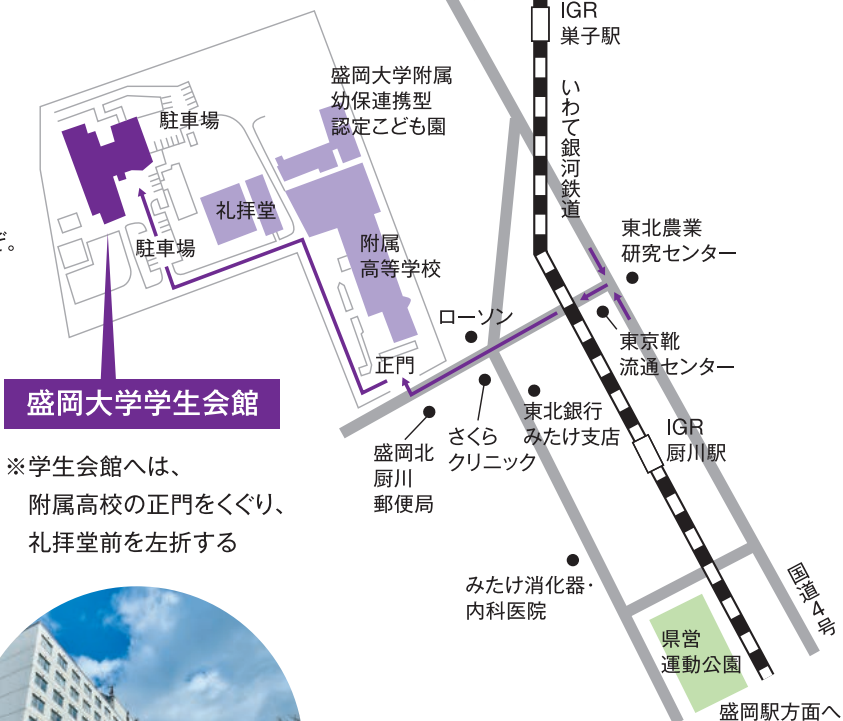 IGR
巣子駅
いわて銀河鉄道
盛岡大学附属
幼保連携型
認定こども園
駐車場
礼拝堂
駐車場
附属
高等学校
東北農業
研究センター
ローソン
東京靴
流通センター
正門
盛岡大学学生会館
東北銀行
みたけ支店
さくら
クリニック
盛岡北
厨川
郵便局
IGR
厨川駅
※学生会館へは、
附属高校の正門をくぐり、
礼拝堂前を左折する
みたけ消化器・
内科医院
国道4号
県営
運動公園
盛岡駅方面へ